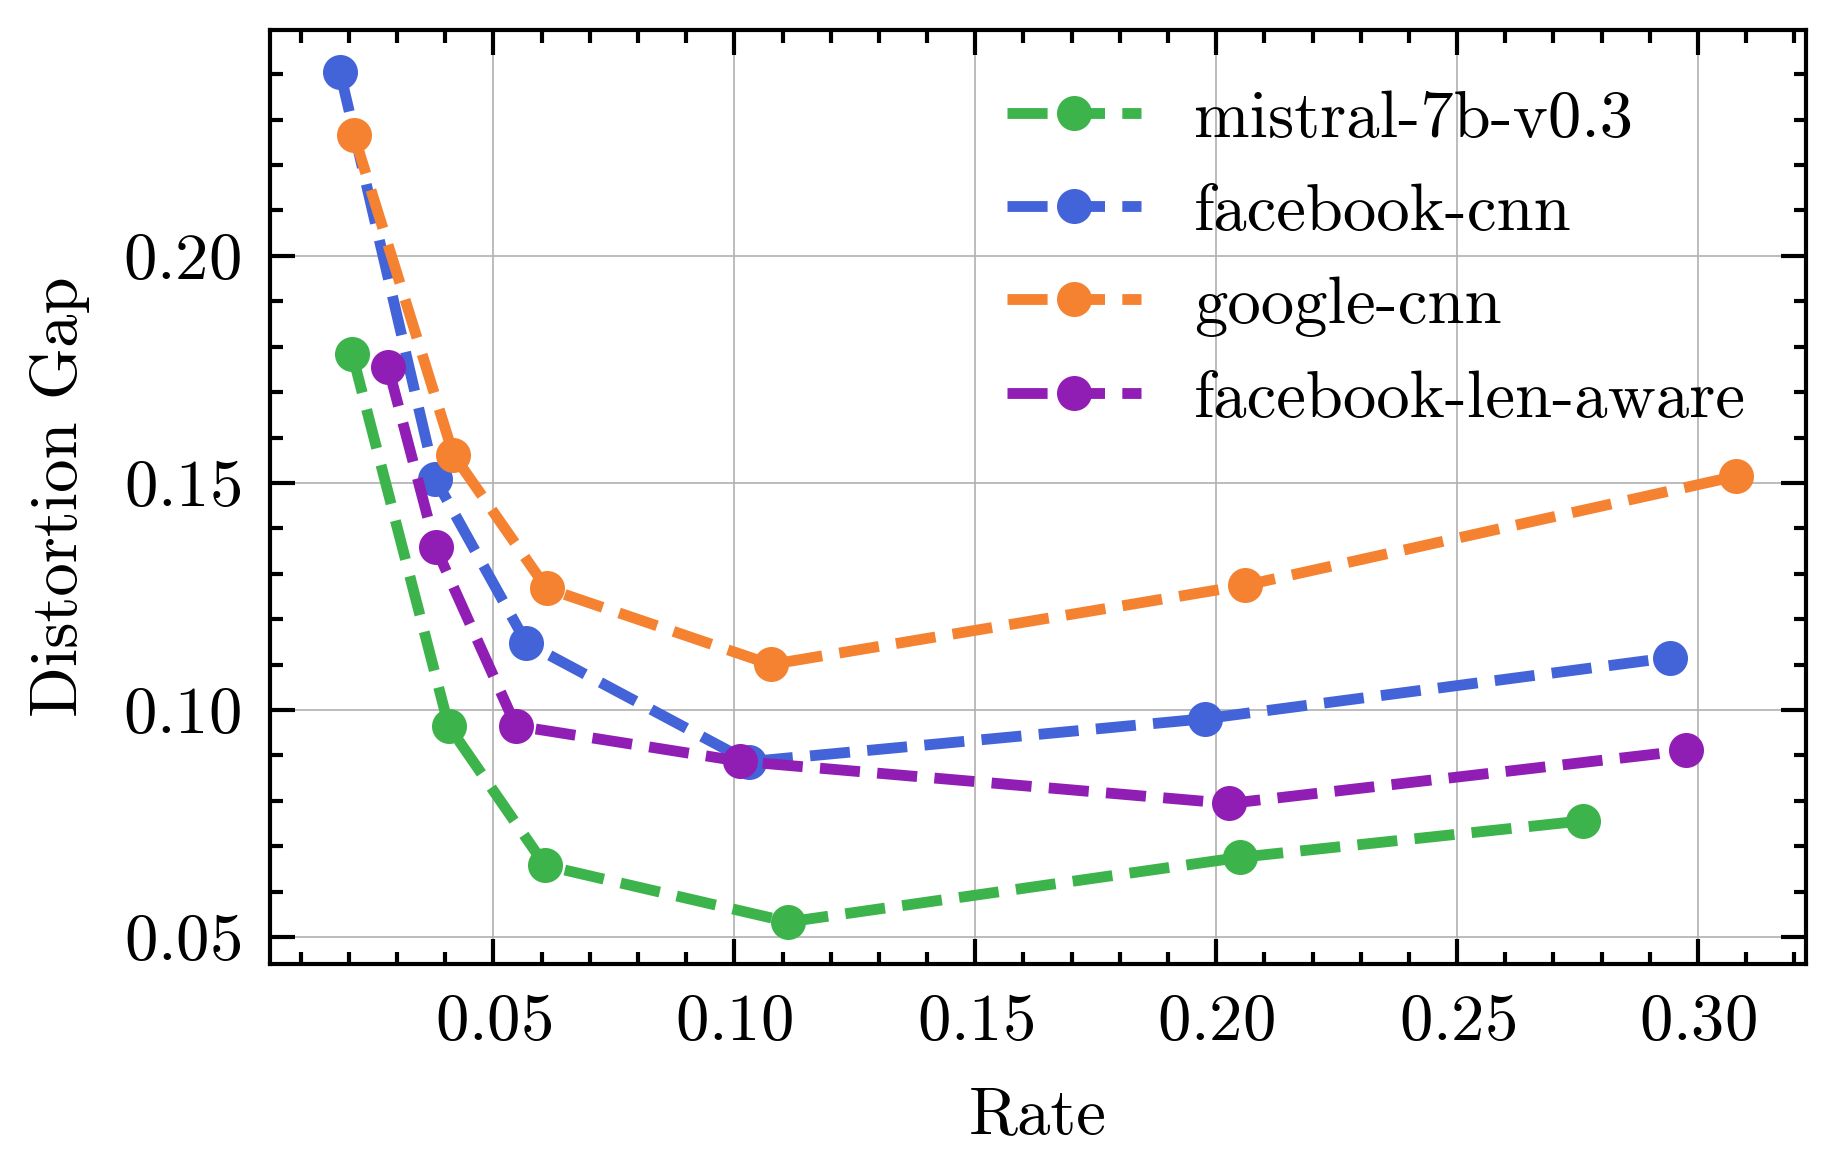 mistral-7b-v0.3
facebook-cnn
google-cnn
facebook-len-aware
Distortion Gap
0.20
0.15
0.10
0.05
0.05 0.10 0.15 0.20 0.25 0.30
Rate